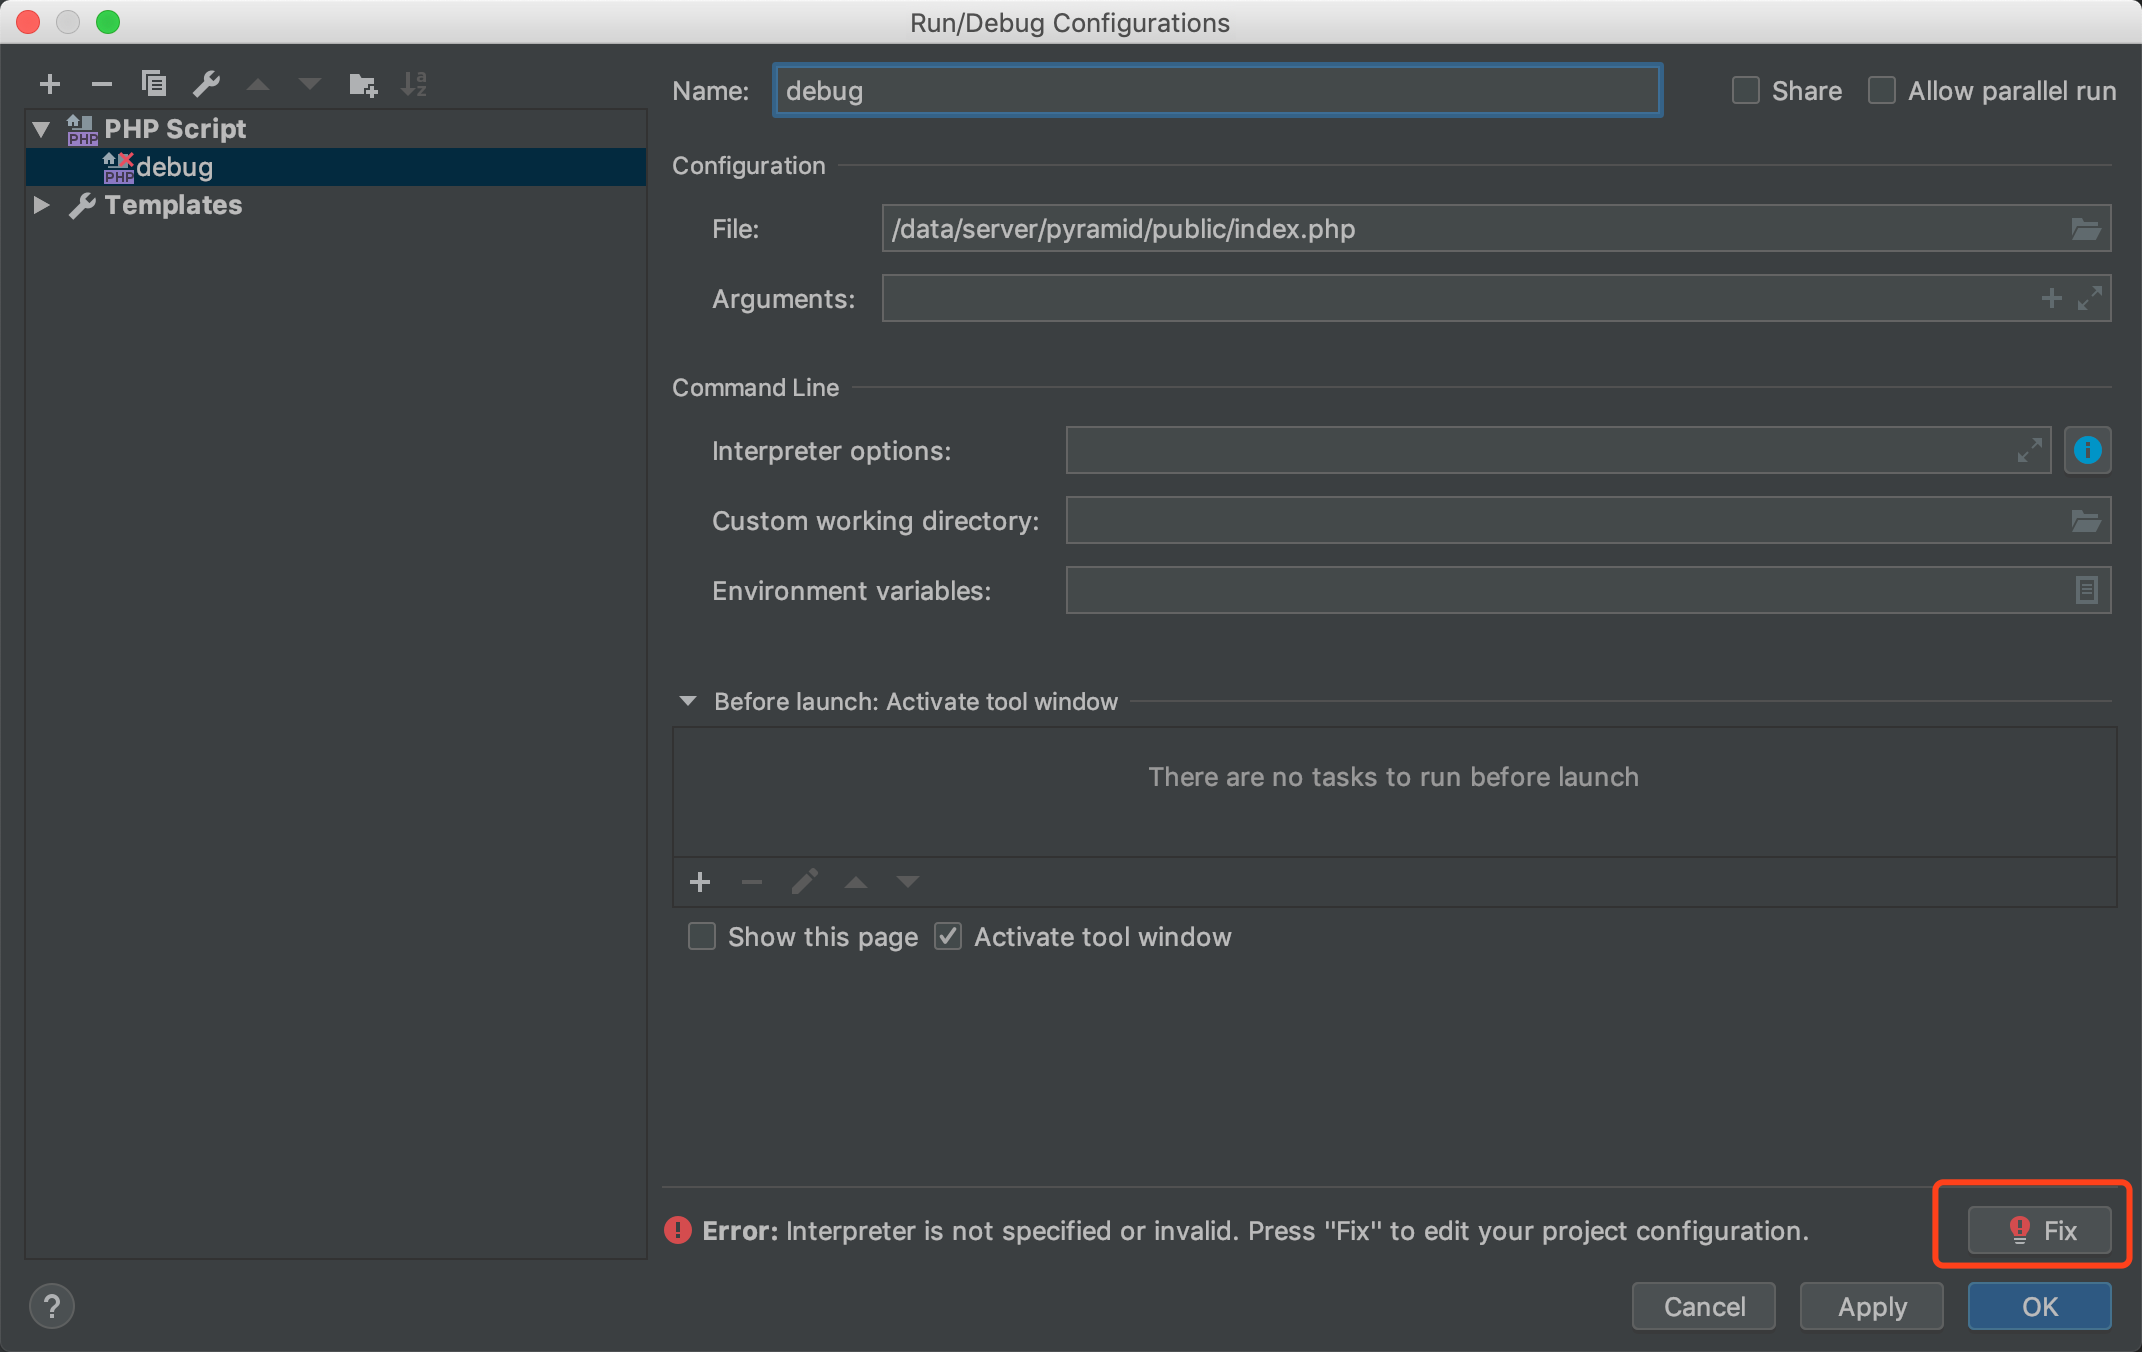 Run/Debug Configurations
PHP Script
debug
Templates
Name: debug
Share
Allow parallel run
Configuration
File: /data/server/pyramid/public/index.php
Arguments:
Command Line
Interpreter options:
Custom working directory:
Environment variables:
Before launch: Activate tool window
There are no tasks to run before launch
Show this page
Activate tool window
Error: Interpreter is not specified or invalid. Press "Fix" to edit your project configuration.
Fix
Cancel
Apply
OK